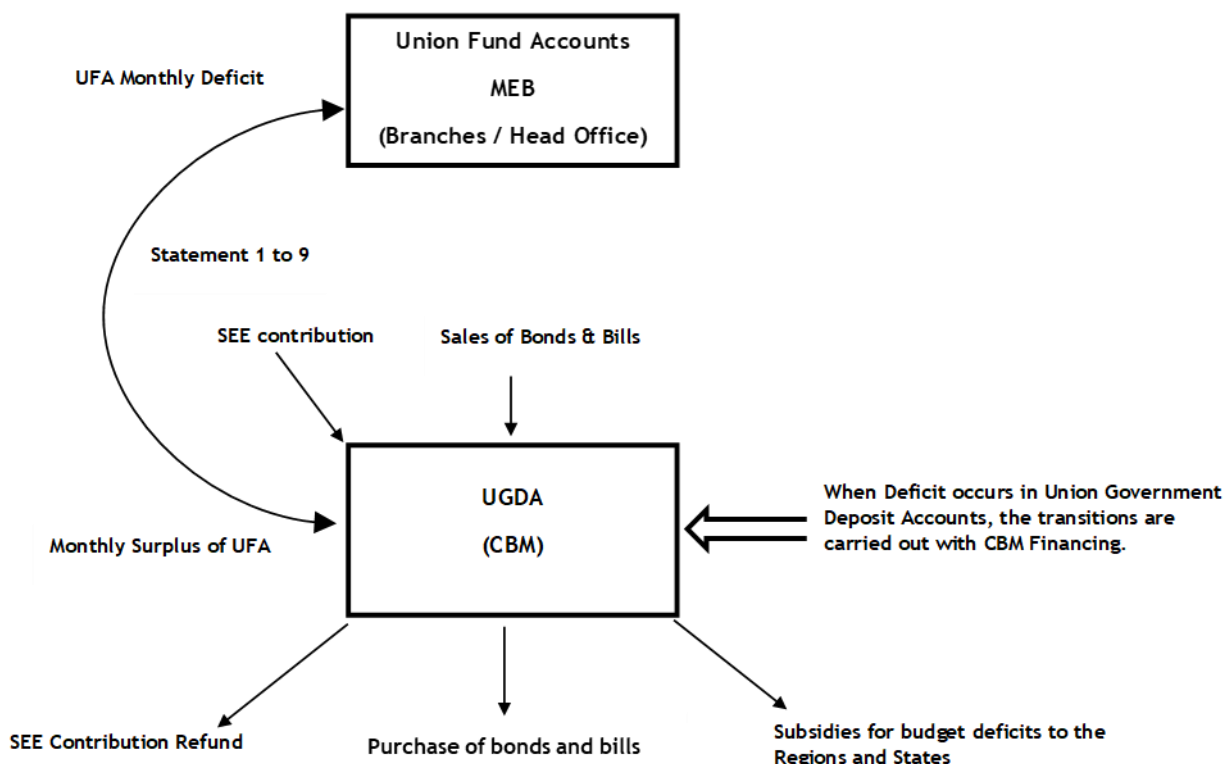 Union Fund Accounts
MEB
(Branches / Head Office)
UFA Monthly Deficit
Statement 1 to 9
SEE contribution
Sales of Bonds & Bills
UGDA
(CBM)
When Deficit occurs in Union Government
Deposit Accounts, the transitions are
carried out with CBM Financing.
Monthly Surplus of UFA
SEE Contribution Refund
Purchase of bonds and bills
Subsidies for budget deficits to the
Regions and States